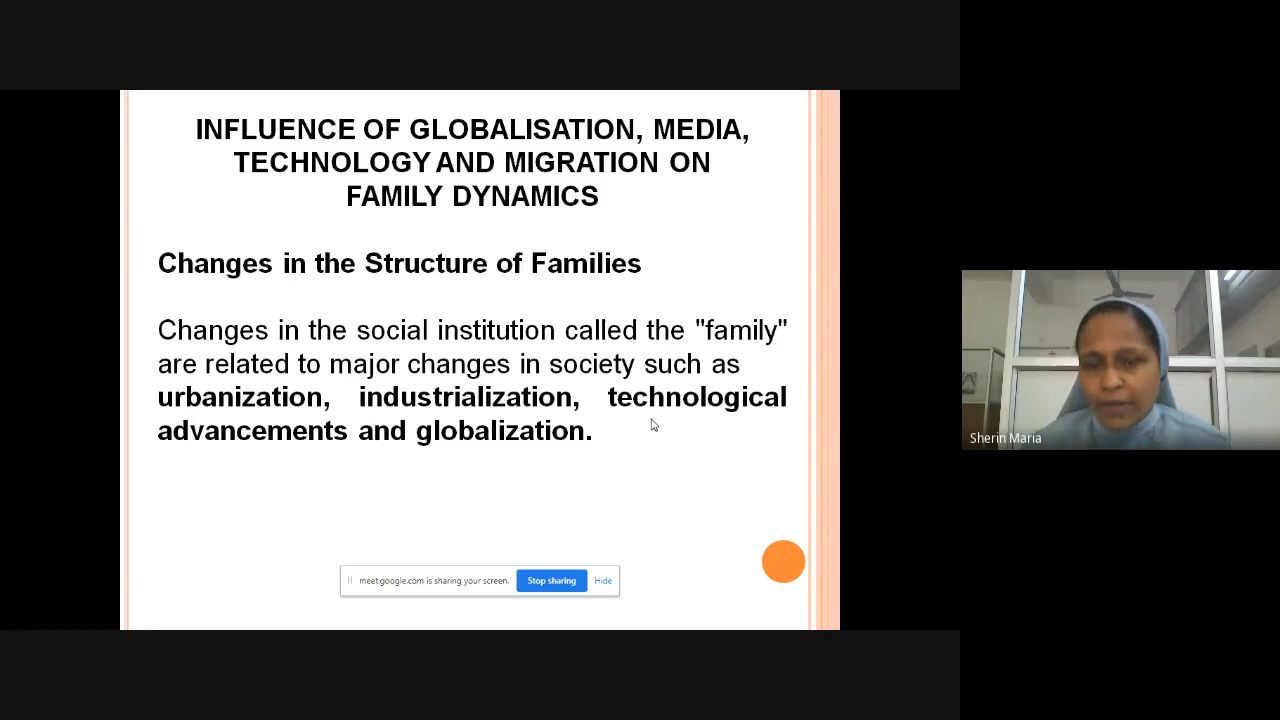 INFLUENCE OF GLOBALISATION, MEDIA,
TECHNOLOGY AND MIGRATION ON
FAMILY DYNAMICS
Changes in the Structure of Families
Changes in the social institution called the "family"
are related to major changes in society such as
urbanization, industrialization, technological
advancements and globalization.
meet.google.com is sharing your screen.
Stop sharing
Hide
Sherin Maria